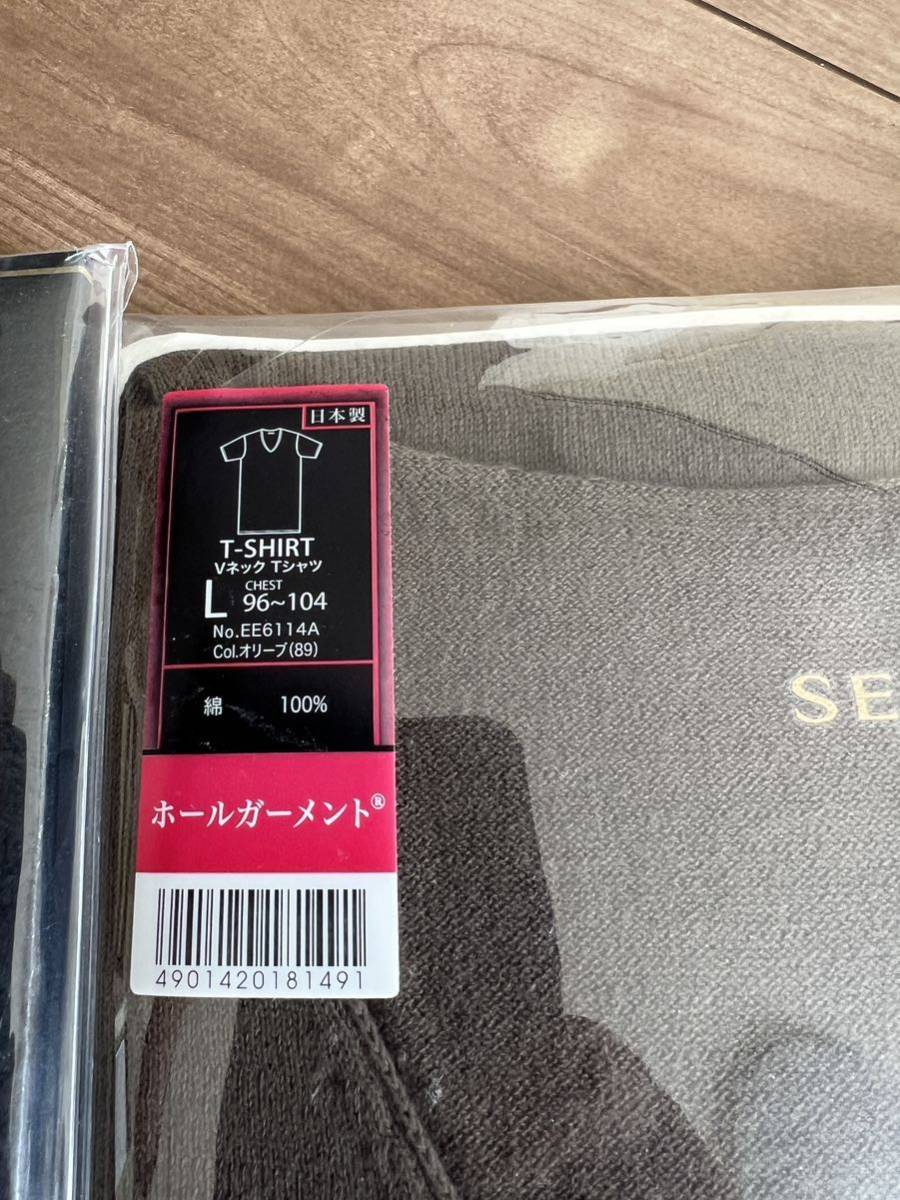 日本製
T-SHIRT
Vネック Tシャツ
L CHEST 96~104
No.EE6114A
Col.オリーブ(89)
綿 100%
ホールガーメント®
4901420181491
SE